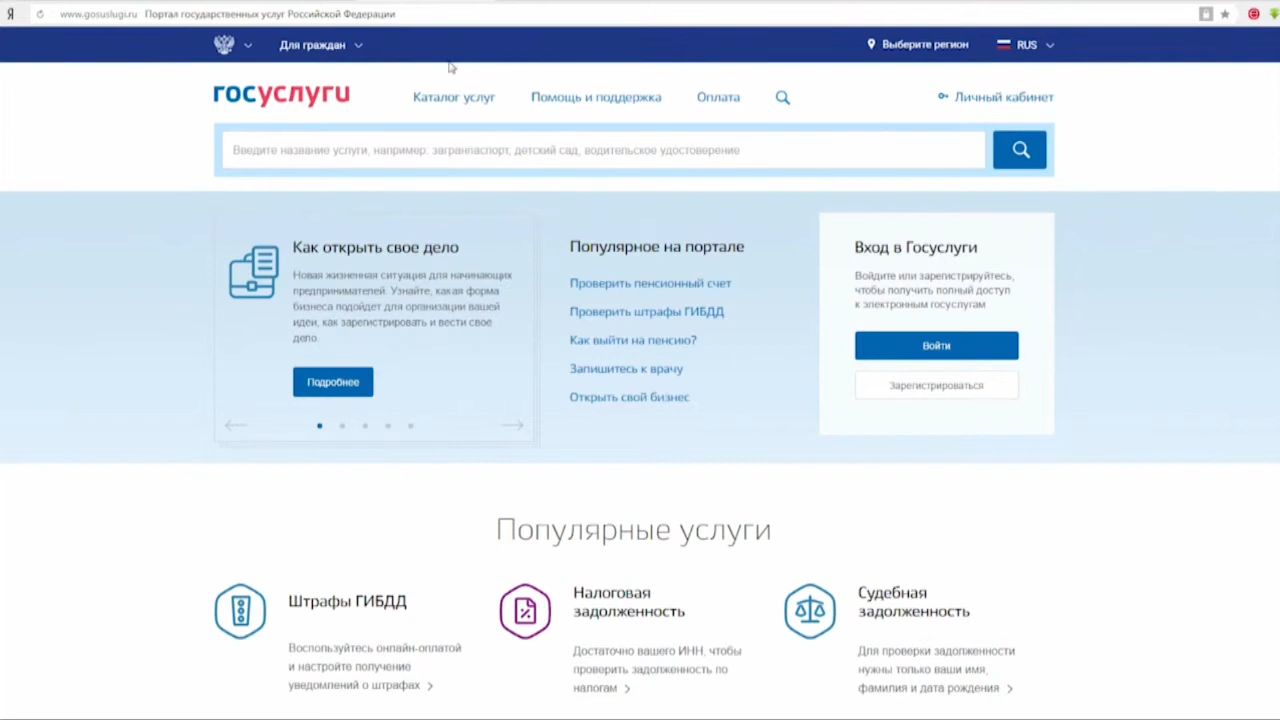 Я www.gosuslugi.ru Портал государственных услуг Российской Федерации
Для граждан
Выберите регион
RUS
госуслуги
Каталог услуг
Помощь и поддержка
Оплата
Личный кабинет
Введите название услуги, например: загранпаспорт, детский сад, водительское удостоверение
Как открыть свое дело
Новая жизненная ситуация для начинающих
предпринимателей. Узнайте, какая форма
бизнеса подойдет для организации вашей
идеи, как зарегистрировать и вести свое
дело.
Подробнее
Популярное на портале
Проверить пенсионный счет
Проверить штрафы ГИБДД
Как выйти на пенсию?
Запишитесь к врачу
Открыть свой бизнес
Вход в Госуслуги
Войдите или зарегистрируйтесь,
чтобы получить полный доступ
к электронным госуслугам
Войти
Зарегистрироваться
Популярные услуги
Штрафы ГИБДД
Воспользуйтесь онлайн-оплатой
и настройте получение
уведомлений о штрафах
Налоговая
задолженность
Достаточно вашего ИНН, чтобы
проверить задолженность по
налогам
Судебная
задолженность
Для проверки задолженности
нужны только ваши имя,
фамилия и дата рождения